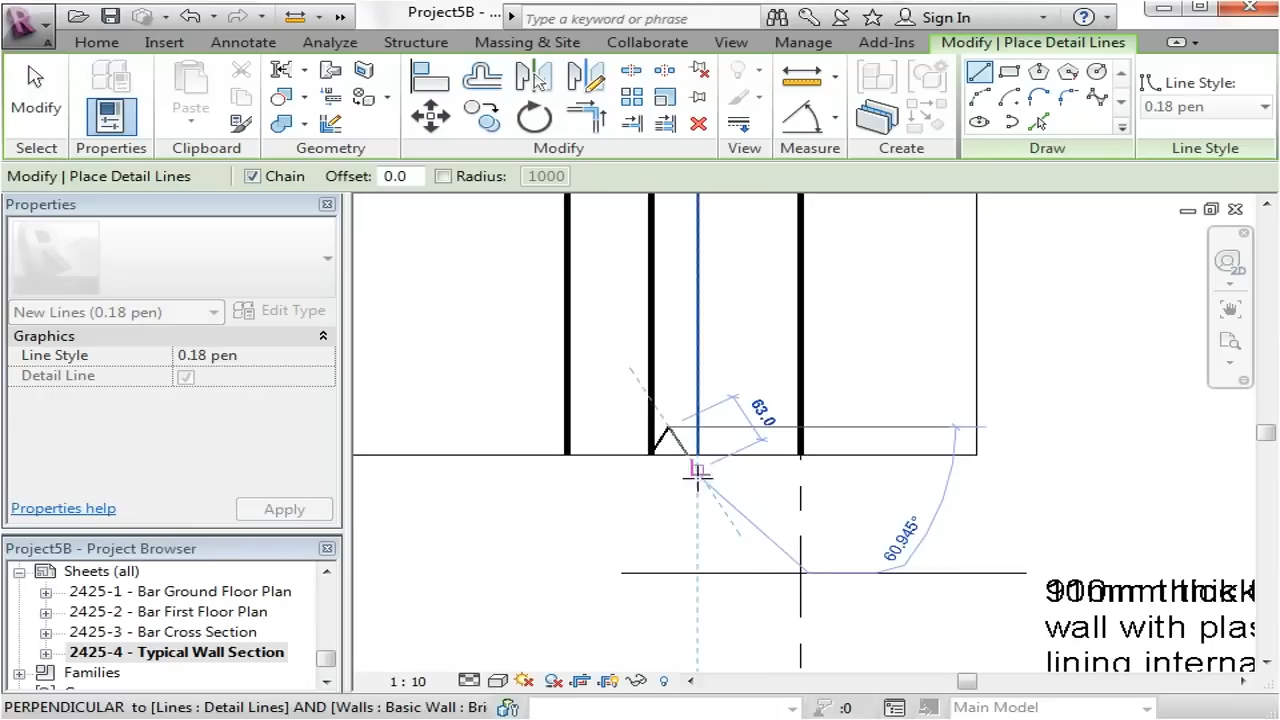 Project5B - ...
Type a keyword or phrase
Sign In
Home Insert Annotate Analyze Structure Massing & Site Collaborate View Manage Add-Ins Modify | Place Detail Lines
Modify
Paste
Line Style:
0.18 pen
Select Properties Clipboard Geometry Modify View Measure Create Draw Line Style
Modify | Place Detail Lines Chain Offset: 0.0 Radius: 1000
Properties
New Lines (0.18 pen) Edit Type
Graphics
Line Style 0.18 pen
Detail Line
Properties help Apply
Project5B - Project Browser
Sheets (all)
2425-1 - Bar Ground Floor Plan
2425-2 - Bar First Floor Plan
2425-3 - Bar Cross Section
2425-4 - Typical Wall Section
Families
2D
63.0
60.945°
wall with plas
lining interna
1 : 10
PERPENDICULAR to [Lines : Detail Lines] AND [Walls : Basic Wall : Bri
:0
Main Model